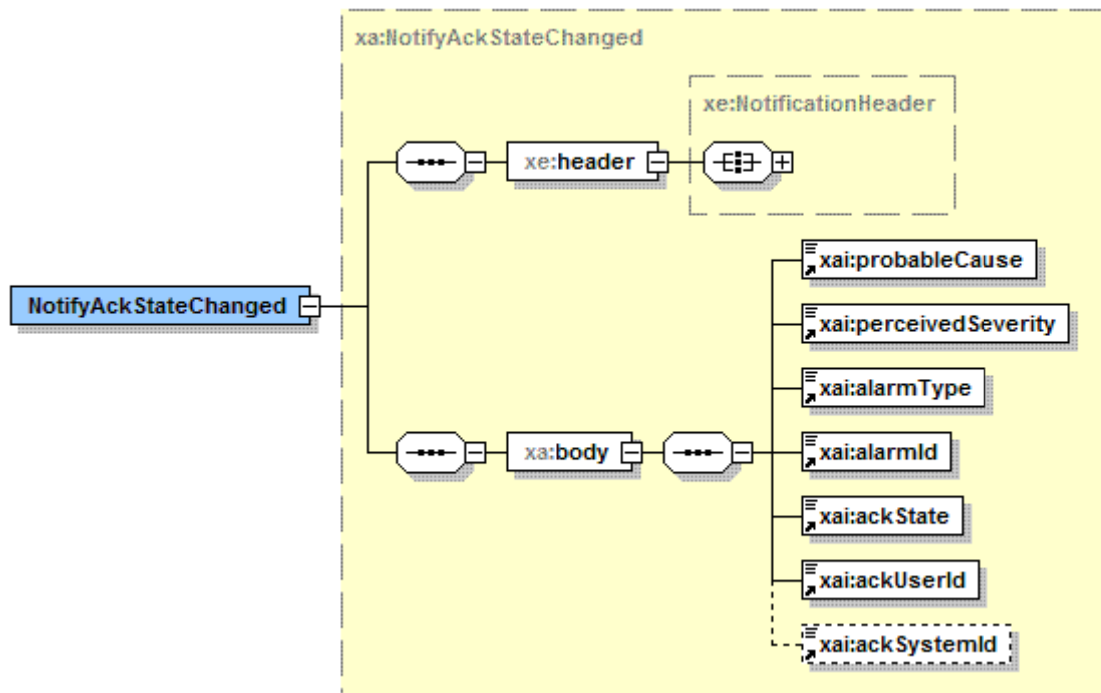 xa:NotifyAckStateChanged
xe:NotificationHeader
xe:header
NotifyAckStateChanged
xa:body
xai:probableCause
xai:perceivedSeverity
xai:alarmType
xai:alarmId
xai:ackState
xai:ackUserId
xai:ackSystemId